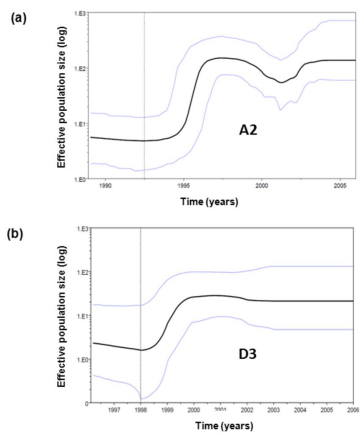 (a)
Effective population size (log)
1.E3
1.E2
1.E1
1.E0
A2
1990
1995
2000
2005
Time (years)
(b)
Effective population size (log)
1.E3
1.E2
1.E1
1.E0
D3
1997
1998
1999
2000
2001
2002
2003
2004
2005
2006
Time (years)